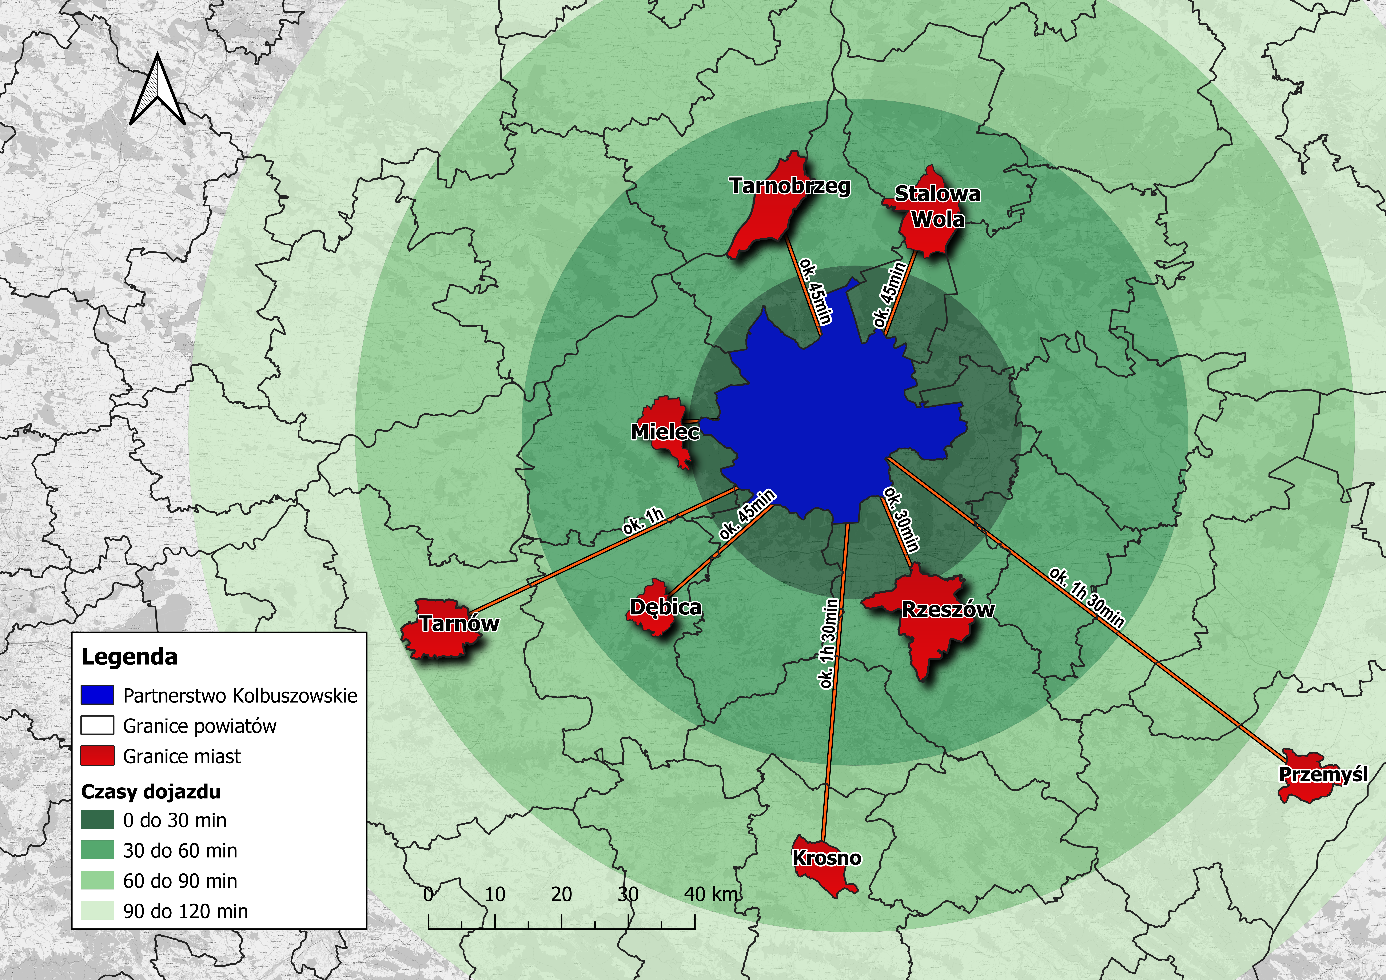 Tarnobrzeg
Stalowa
Wola
ok. 45min
ok. 45min
Mielec
ok. 1h
ok. 45min
ok. 30min
ok. 1h 30min
ok. 1h 30min
Tarnów
Dębica
Rzeszów
Przemyśl
Krosno
Legenda
Partnerstwo Kolbuszowskie
Granice powiatów
Granice miast
Czasy dojazdu
0 do 30 min
30 do 60 min
60 do 90 min
90 do 120 min
0 10 20 30 40 km